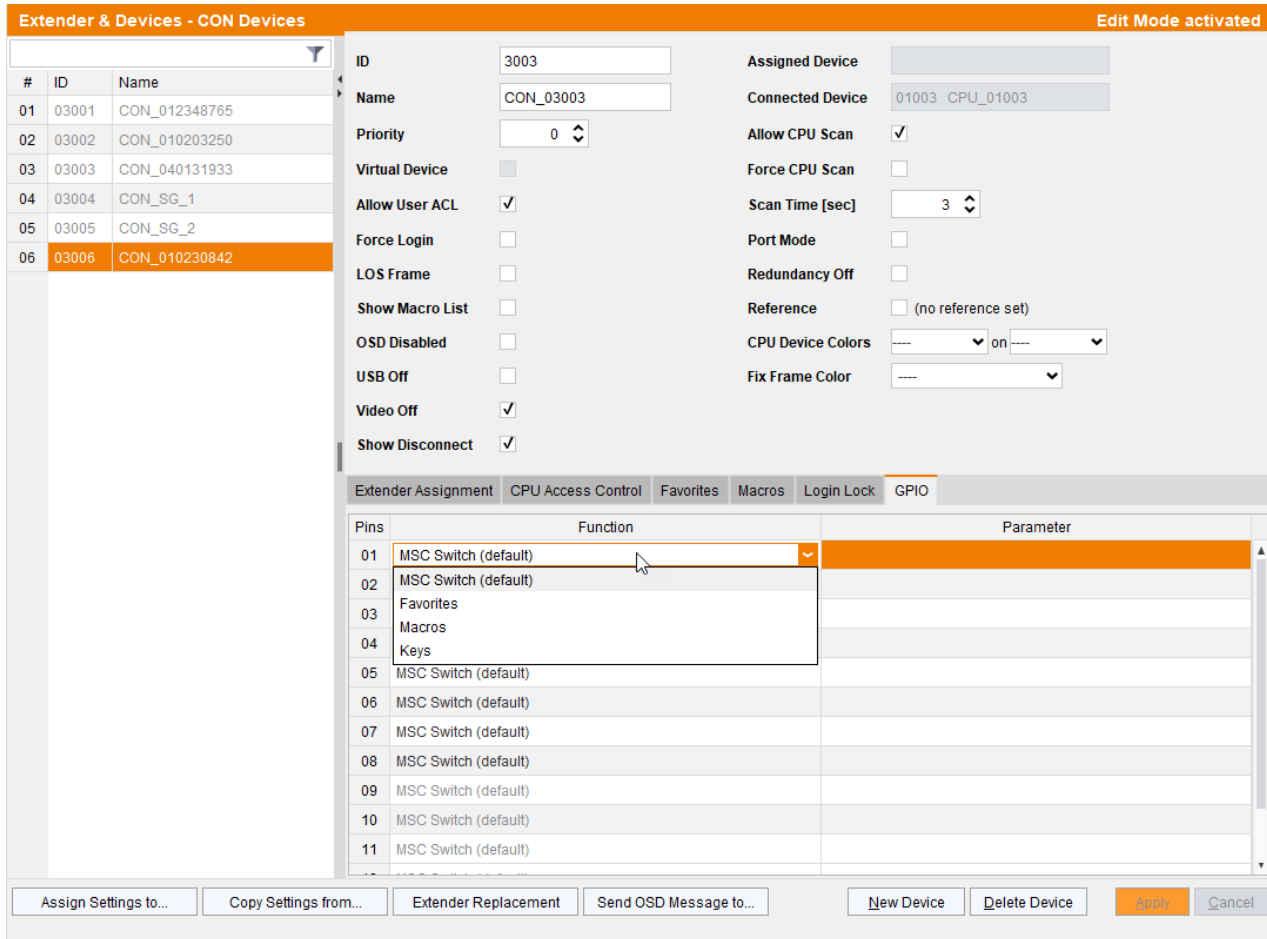 Extender & Devices - CON Devices Edit Mode activated
# ID Name
01 03001 CON_012348765
02 03002 CON_010203250
03 03003 CON_040131933
04 03004 CON_SG_1
05 03005 CON_SG_2
06 03006 CON_010230842
ID 3003 Assigned Device
Name CON_03003 Connected Device 01003 CPU_01003
Priority 0 Allow CPU Scan
Virtual Device Force CPU Scan
Allow User ACL Scan Time [sec] 3
Force Login Port Mode
LOS Frame Redundancy Off
Show Macro List Reference (no reference set)
OSD Disabled CPU Device Colors ---- on ----
USB Off Fix Frame Color ----
Video Off
Show Disconnect
Extender Assignment CPU Access Control Favorites Macros Login Lock GPIO
Pins Function Parameter
01 MSC Switch (default)
02 MSC Switch (default)
Favorites
03 Macros
04 Keys
05 MSC Switch (default)
06 MSC Switch (default)
07 MSC Switch (default)
08 MSC Switch (default)
09 MSC Switch (default)
10 MSC Switch (default)
11 MSC Switch (default)
Assign Settings to... Copy Settings from... Extender Replacement Send OSD Message to... New Device Delete Device Apply Cancel